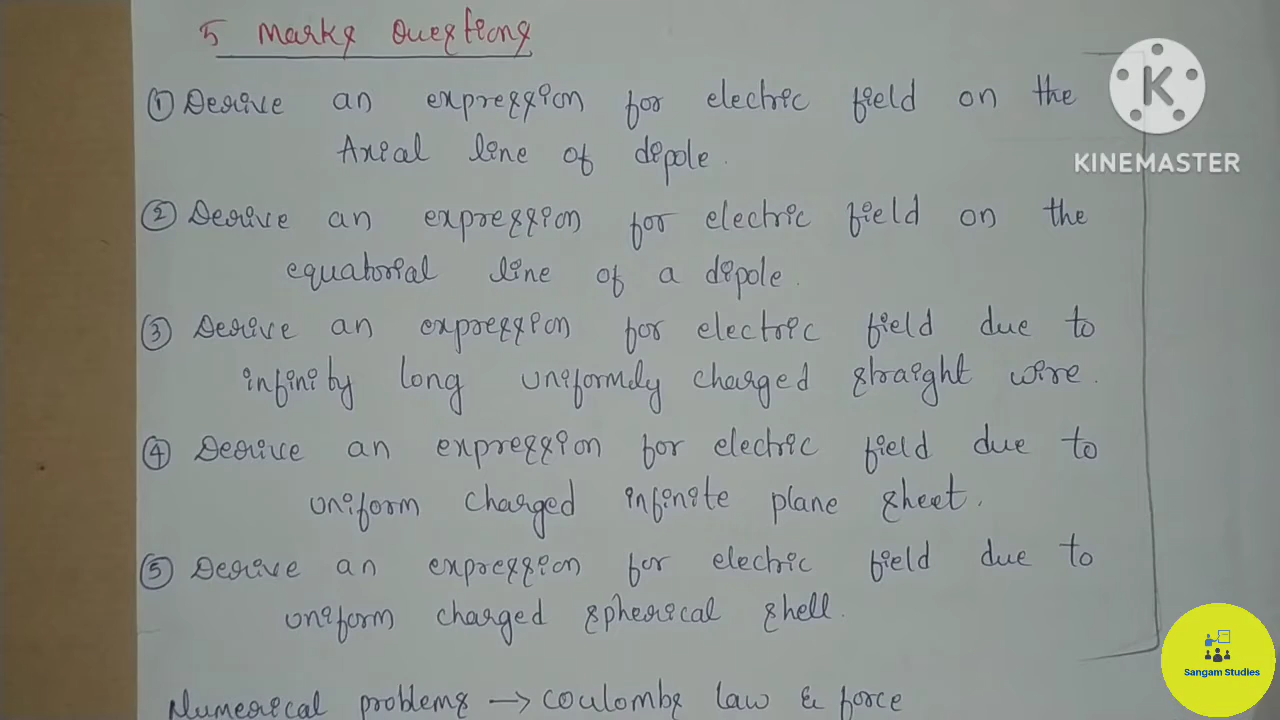 5 Marks Questions
① Derive an expression for electric field on the
Axial line of dipole.
② Derive an expression for electric field on the
equatorial line of a dipole.
③ Derive an expression for electric field due to
infinity long uniformly charged straight wire.
④ Derive an expression for electric field due to
uniform charged infinite plane sheet.
⑤ Derive an expression for electric field due to
uniform charged spherical shell.
Numerical problems → coulombs law & force
K
KINEMASTER
Sangam Studies